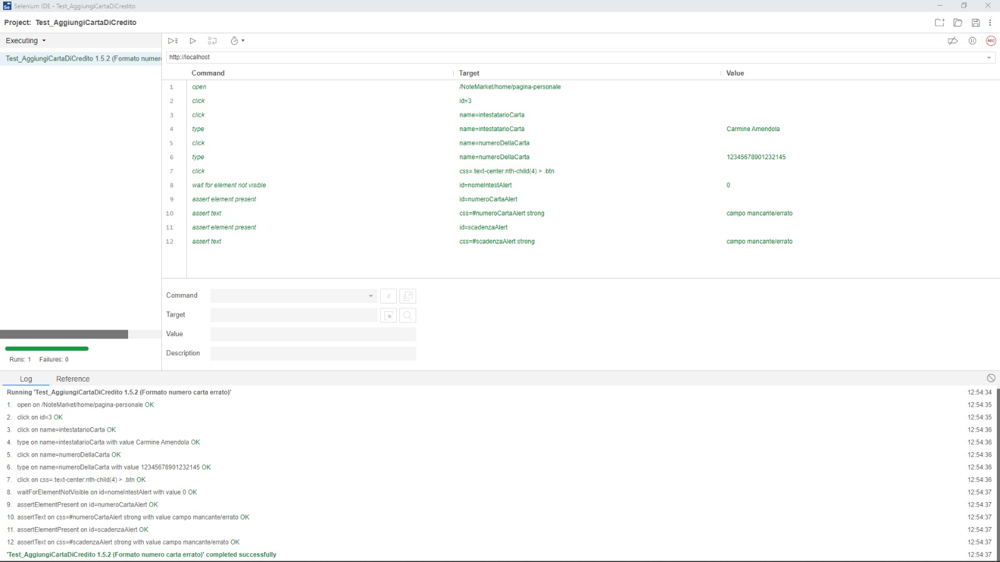 Selenium IDE - Test_AggiungiCartaDiCredito
Project: Test_AggiungiCartaDiCredito
Executing
REC
Test_AggiungiCartaDiCredito 1.5.2 (Formato numer
http://localhost
Command Target Value
1 open /NoteMarket/home/pagina-personale
2 click id=3
3 click name=intestatarioCarta
4 type name=intestatarioCarta Carmine Amendola
5 click name=numeroDellaCarta
6 type name=numeroDellaCarta 12345678901232145
7 click css=.text-center:nth-child(4) > .btn
8 wait for element not visible id=nomeIntestAlert 0
9 assert element present id=numeroCartaAlert
10 assert text css=#numeroCartaAlert strong campo mancante/errato
11 assert element present id=scadenzaAlert
12 assert text css=#scadenzaAlert strong campo mancante/errato
Command //
Target
Value
Description
Runs: 1 Failures: 0
Log Reference
Running 'Test_AggiungiCartaDiCredito 1.5.2 (Formato numero carta errato)' 12:54:34
1. open on /NoteMarket/home/pagina-personale OK 12:54:35
2. click on id=3 OK 12:54:35
3. click on name=intestatarioCarta OK 12:54:36
4. type on name=intestatarioCarta with value Carmine Amendola OK 12:54:36
5. click on name=numeroDellaCarta OK 12:54:36
6. type on name=numeroDellaCarta with value 12345678901232145 OK 12:54:36
7. click on css=.text-center:nth-child(4) > .btn OK 12:54:36
8. waitForElementNotVisible on id=nomeIntestAlert with value 0 OK 12:54:37
9. assertElementPresent on id=numeroCartaAlert OK 12:54:37
10. assertText on css=#numeroCartaAlert strong with value campo mancante/errato OK 12:54:37
11. assertElementPresent on id=scadenzaAlert OK 12:54:37
12. assertText on css=#scadenzaAlert strong with value campo mancante/errato OK 12:54:37
'Test_AggiungiCartaDiCredito 1.5.2 (Formato numero carta errato)' completed successfully 12:54:37